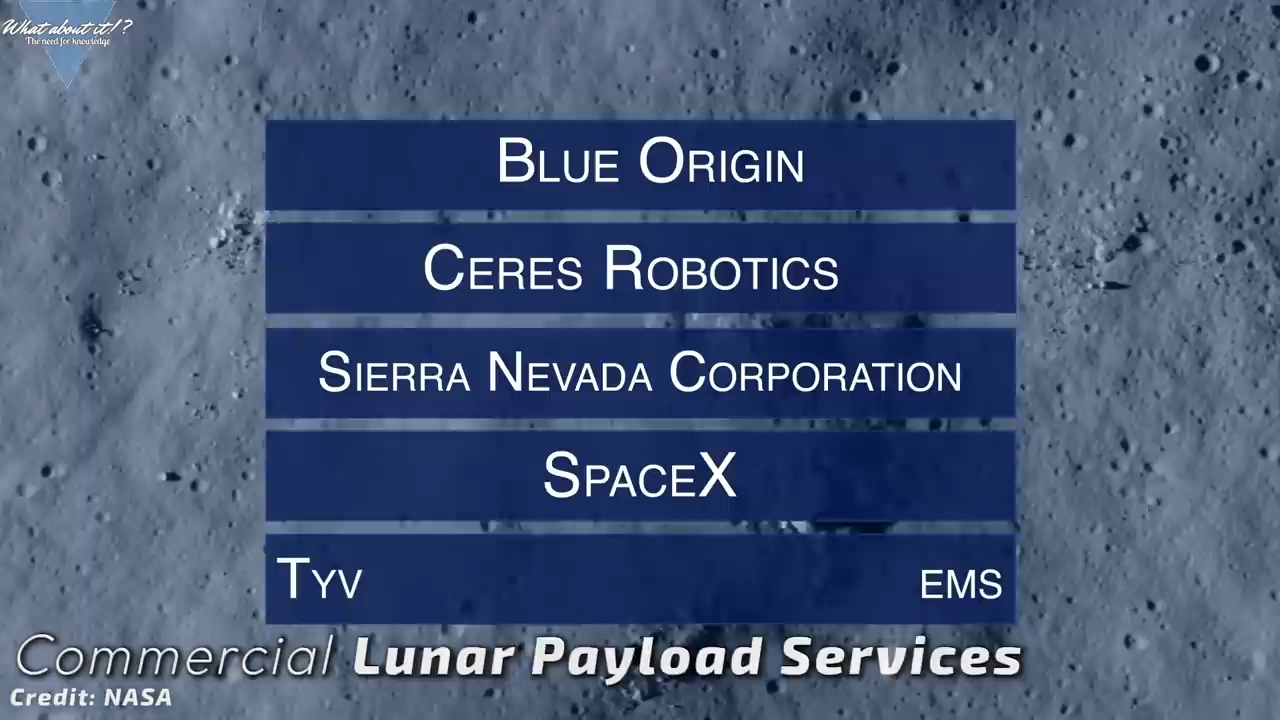 What about it!?
The need for knowledge
BLUE ORIGIN
CERES ROBOTICS
SIERRA NEVADA CORPORATION
SPACEX
TYV EMS
Commercial Lunar Payload Services
Credit: NASA